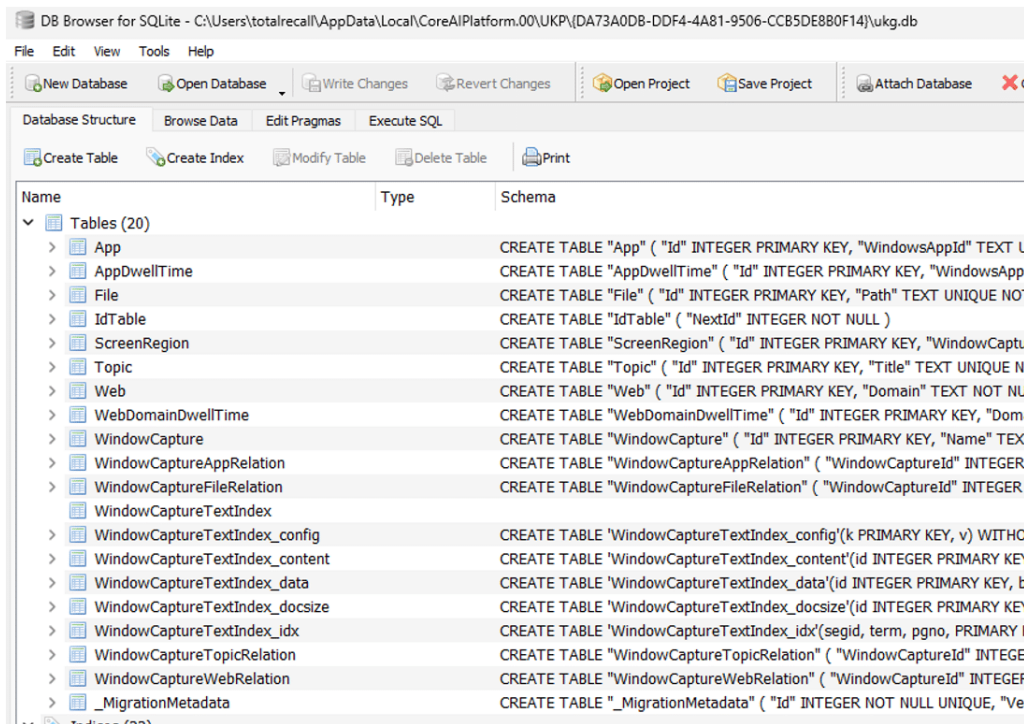 DB Browser for SQLite - C:\Users\totalrecall\AppData\Local\CoreAIPlatform.00\UKP\{DA73A0DB-DDF4-4A81-9506-CCB5DE8B0F14}\ukg.db
File Edit View Tools Help
New Database Open Database Write Changes Revert Changes Open Project Save Project Attach Database
Database Structure Browse Data Edit Pragmas Execute SQL
Create Table Create Index Modify Table Delete Table Print
Name Type Schema
Tables (20)
App CREATE TABLE "App" ( "Id" INTEGER PRIMARY KEY, "WindowsAppId" TEXT U
AppDwellTime CREATE TABLE "AppDwellTime" ( "Id" INTEGER PRIMARY KEY, "WindowsApp
File CREATE TABLE "File" ( "Id" INTEGER PRIMARY KEY, "Path" TEXT UNIQUE NOT
IdTable CREATE TABLE "IdTable" ( "NextId" INTEGER NOT NULL )
ScreenRegion CREATE TABLE "ScreenRegion" ( "Id" INTEGER PRIMARY KEY, "WindowCaptu
Topic CREATE TABLE "Topic" ( "Id" INTEGER PRIMARY KEY, "Title" TEXT UNIQUE N
Web CREATE TABLE "Web" ( "Id" INTEGER PRIMARY KEY, "Domain" TEXT NOT NU
WebDomainDwellTime CREATE TABLE "WebDomainDwellTime" ( "Id" INTEGER PRIMARY KEY, "Dom
WindowCapture CREATE TABLE "WindowCapture" ( "Id" INTEGER PRIMARY KEY, "Name" TEX
WindowCaptureAppRelation CREATE TABLE "WindowCaptureAppRelation" ( "WindowCaptureId" INTEGER
WindowCaptureFileRelation CREATE TABLE "WindowCaptureFileRelation" ( "WindowCaptureId" INTEGER
WindowCaptureTextIndex
WindowCaptureTextIndex_config CREATE TABLE 'WindowCaptureTextIndex_config'(k PRIMARY KEY, v) WITHO
WindowCaptureTextIndex_content CREATE TABLE 'WindowCaptureTextIndex_content'(id INTEGER PRIMARY KEY
WindowCaptureTextIndex_data CREATE TABLE 'WindowCaptureTextIndex_data'(id INTEGER PRIMARY KEY, b
WindowCaptureTextIndex_docsize CREATE TABLE 'WindowCaptureTextIndex_docsize'(id INTEGER PRIMARY KEY
WindowCaptureTextIndex_idx CREATE TABLE 'WindowCaptureTextIndex_idx'(segid, term, pgno, PRIMARY
WindowCaptureTopicRelation CREATE TABLE "WindowCaptureTopicRelation" ( "WindowCaptureId" INTEGE
WindowCaptureWebRelation CREATE TABLE "WindowCaptureWebRelation" ( "WindowCaptureId" INTEGER
_MigrationMetadata CREATE TABLE "_MigrationMetadata" ( "Id" INTEGER NOT NULL UNIQUE, "Ve